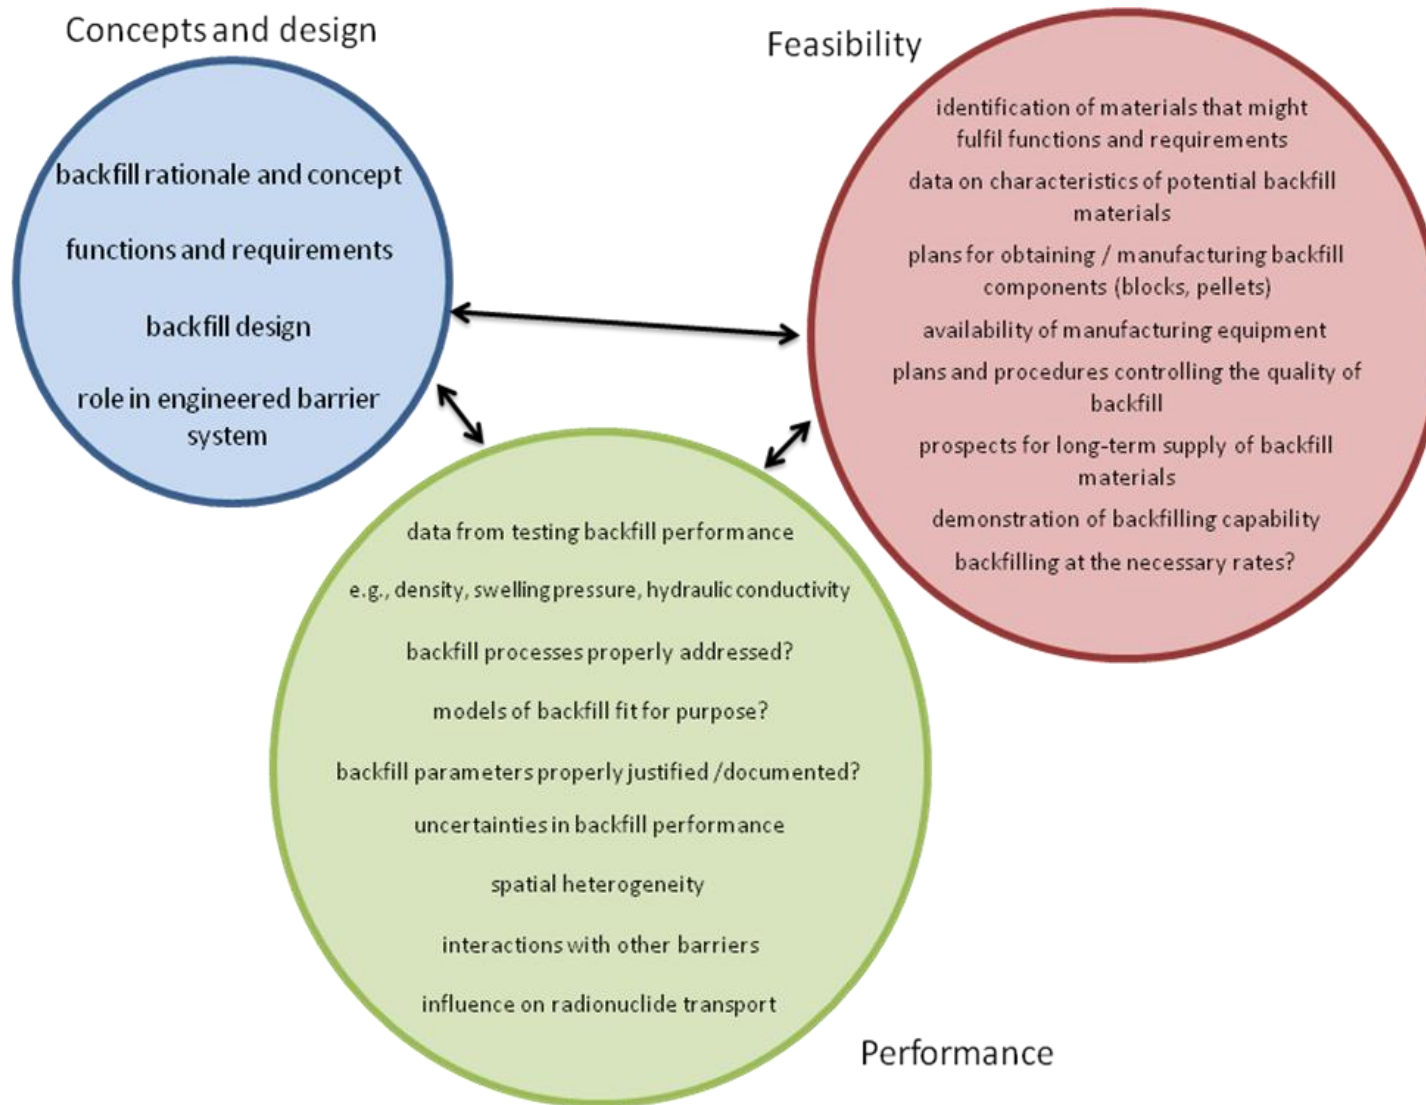 Concepts and design
backfill rationale and concept
functions and requirements
backfill design
role in engineered barrier
system
Feasibility
identification of materials that might
fulfil functions and requirements
data on characteristics of potential backfill
materials
plans for obtaining / manufacturing backfill
components (blocks, pellets)
availability of manufacturing equipment
plans and procedures controlling the quality of
backfill
prospects for long-term supply of backfill
materials
demonstration of backfilling capability
backfilling at the necessary rates?
data from testing backfill performance
e.g., density, swelling pressure, hydraulic conductivity
backfill processes properly addressed?
models of backfill fit for purpose?
backfill parameters properly justified /documented?
uncertainties in backfill performance
spatial heterogeneity
interactions with other barriers
influence on radionuclide transport
Performance